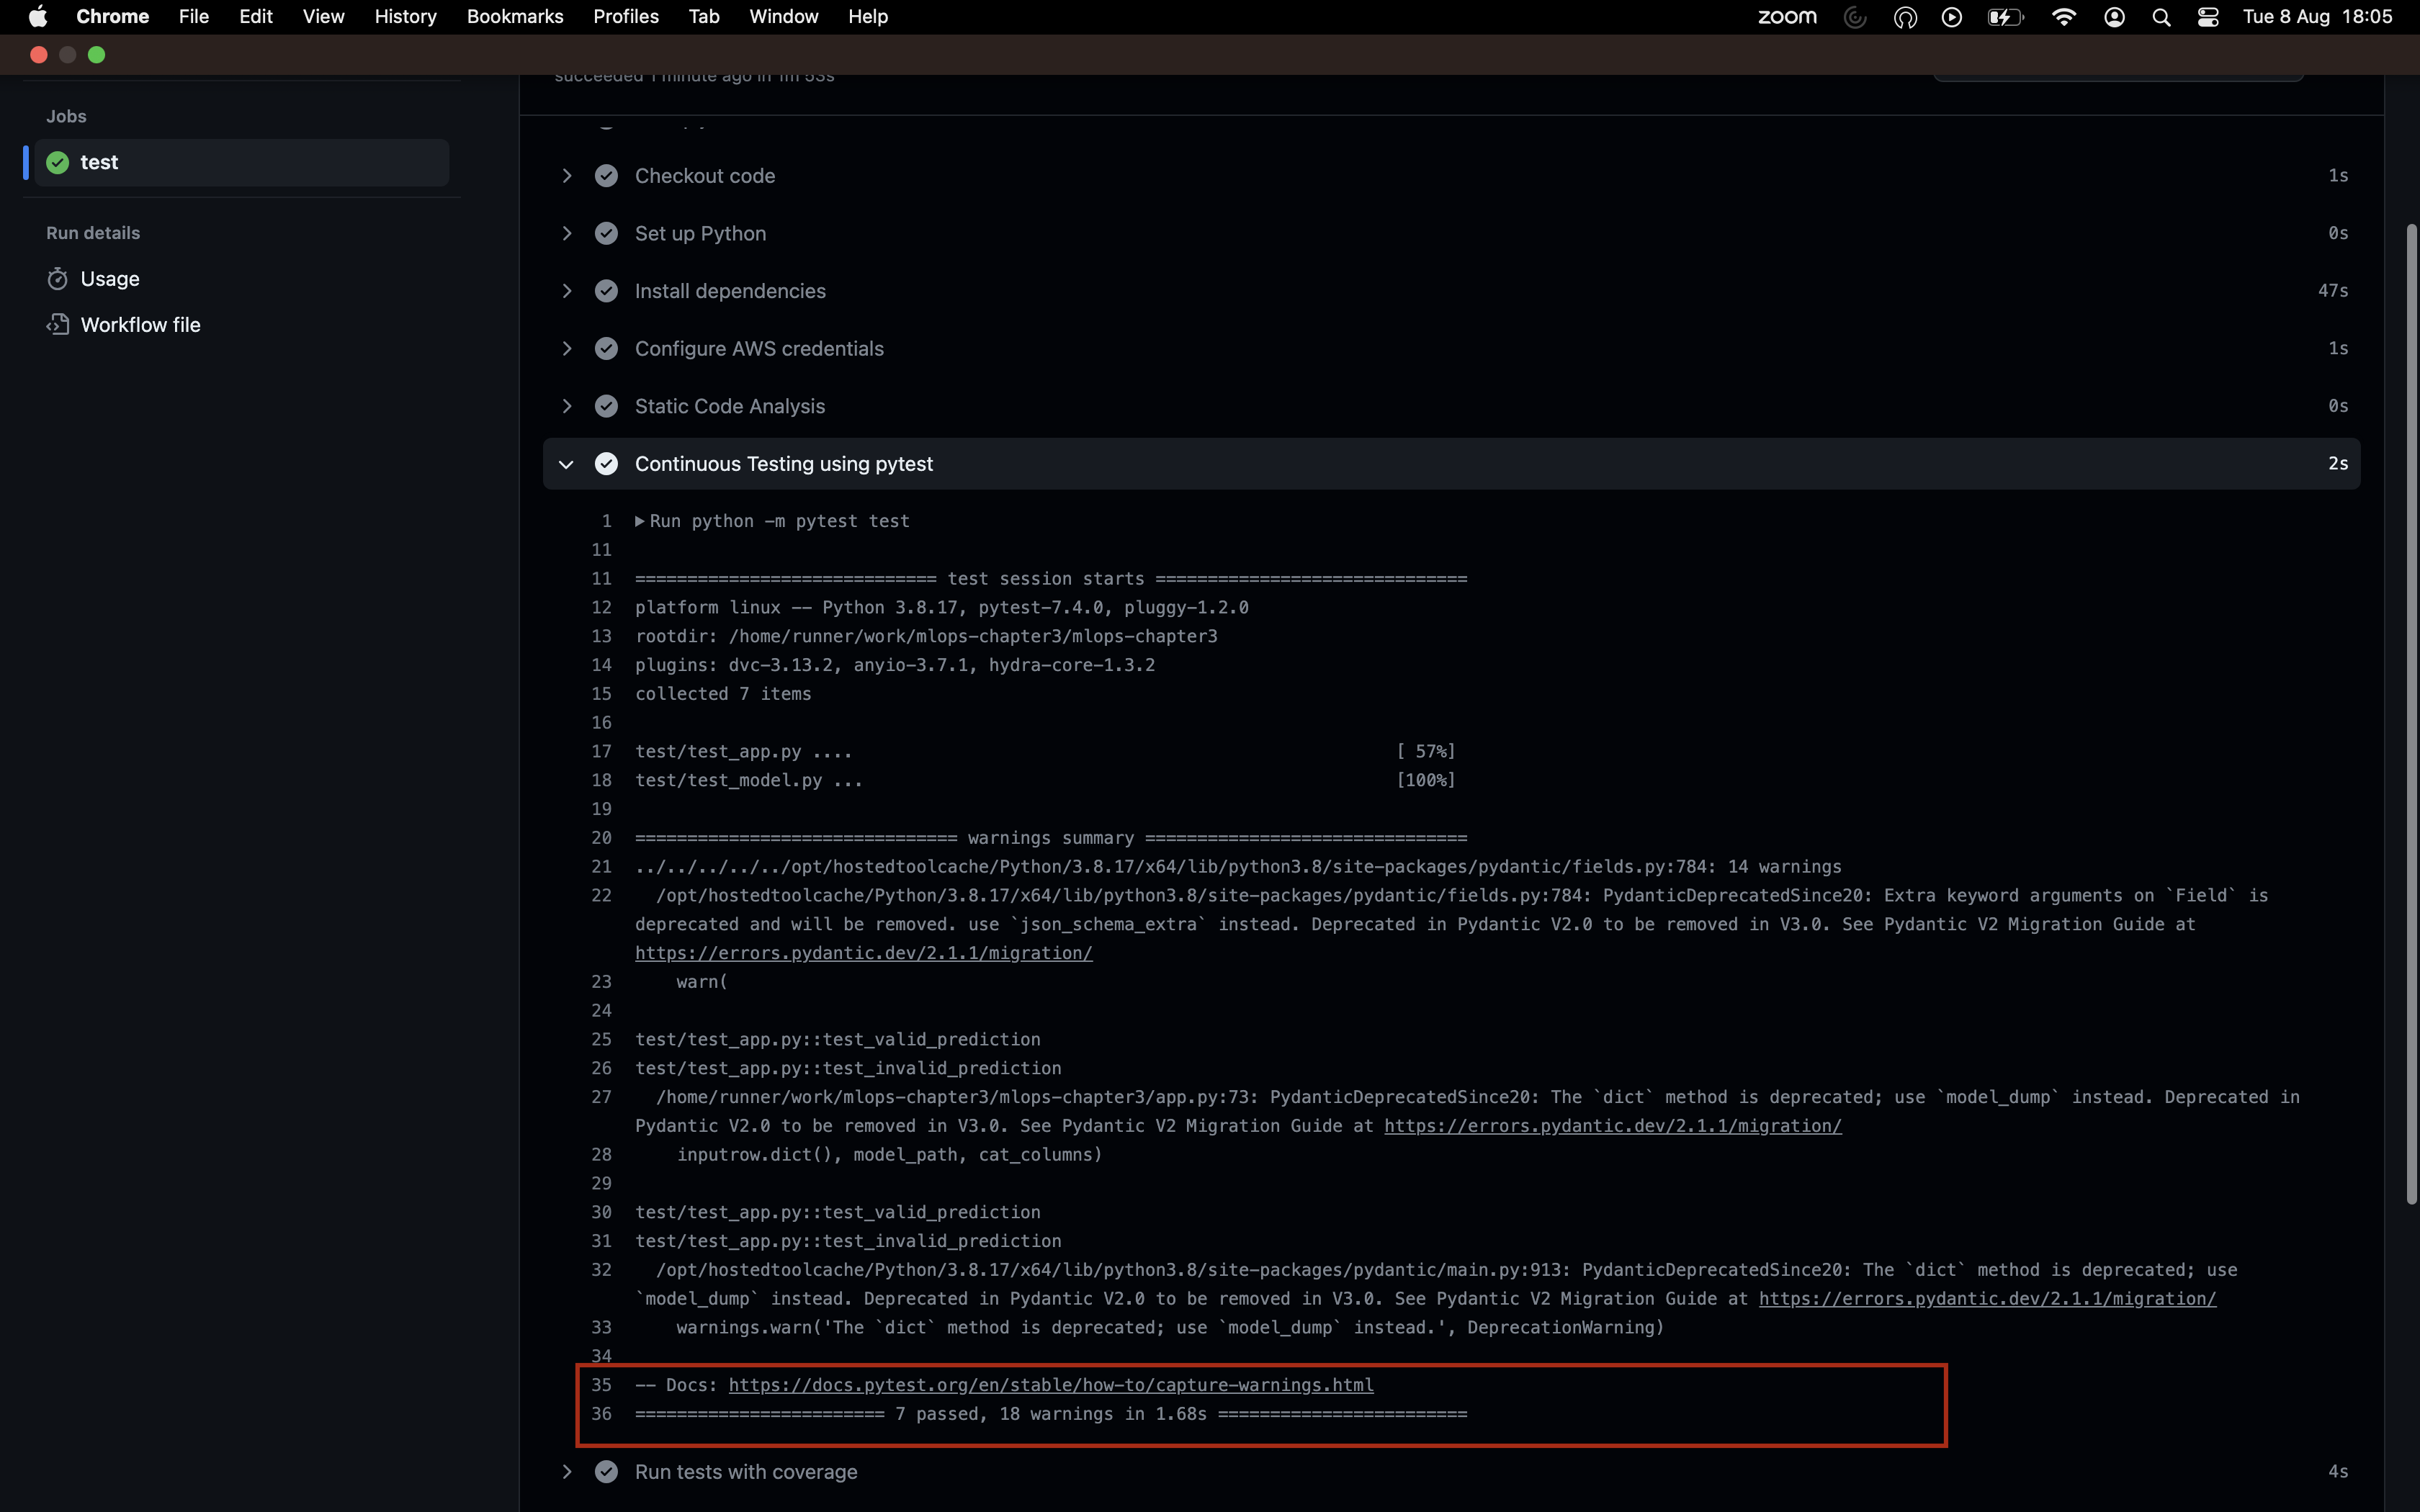 Chrome File Edit View History Bookmarks Profiles Tab Window Help zoom Tue 8 Aug 18:05
succeeded 1 minute ago in 1m 53s
Jobs
test
Run details
Usage
Workflow file
Checkout code 1s
Set up Python 0s
Install dependencies 47s
Configure AWS credentials 1s
Static Code Analysis 0s
Continuous Testing using pytest 2s
1 Run python -m pytest test
11
11 ============================= test session starts ==============================
12 platform linux -- Python 3.8.17, pytest-7.4.0, pluggy-1.2.0
13 rootdir: /home/runner/work/mlops-chapter3/mlops-chapter3
14 plugins: dvc-3.13.2, anyio-3.7.1, hydra-core-1.3.2
15 collected 7 items
16
17 test/test_app.py .... [ 57%]
18 test/test_model.py ... [100%]
19
20 =============================== warnings summary ===============================
21 ../../../../../opt/hostedtoolcache/Python/3.8.17/x64/lib/python3.8/site-packages/pydantic/fields.py:784: 14 warnings
22 /opt/hostedtoolcache/Python/3.8.17/x64/lib/python3.8/site-packages/pydantic/fields.py:784: PydanticDeprecatedSince20: Extra keyword arguments on `Field` is
deprecated and will be removed. use `json_schema_extra` instead. Deprecated in Pydantic V2.0 to be removed in V3.0. See Pydantic V2 Migration Guide at
https://errors.pydantic.dev/2.1.1/migration/
23 warn(
24
25 test/test_app.py::test_valid_prediction
26 test/test_app.py::test_invalid_prediction
27 /home/runner/work/mlops-chapter3/mlops-chapter3/app.py:73: PydanticDeprecatedSince20: The `dict` method is deprecated; use `model_dump` instead. Deprecated in
Pydantic V2.0 to be removed in V3.0. See Pydantic V2 Migration Guide at https://errors.pydantic.dev/2.1.1/migration/
28 inputrow.dict(), model_path, cat_columns)
29
30 test/test_app.py::test_valid_prediction
31 test/test_app.py::test_invalid_prediction
32 /opt/hostedtoolcache/Python/3.8.17/x64/lib/python3.8/site-packages/pydantic/main.py:913: PydanticDeprecatedSince20: The `dict` method is deprecated; use
`model_dump` instead. Deprecated in Pydantic V2.0 to be removed in V3.0. See Pydantic V2 Migration Guide at https://errors.pydantic.dev/2.1.1/migration/
33 warnings.warn('The `dict` method is deprecated; use `model_dump` instead.', DeprecationWarning)
34
35 -- Docs: https://docs.pytest.org/en/stable/how-to/capture-warnings.html
36 ======================== 7 passed, 18 warnings in 1.68s ========================
Run tests with coverage 4s